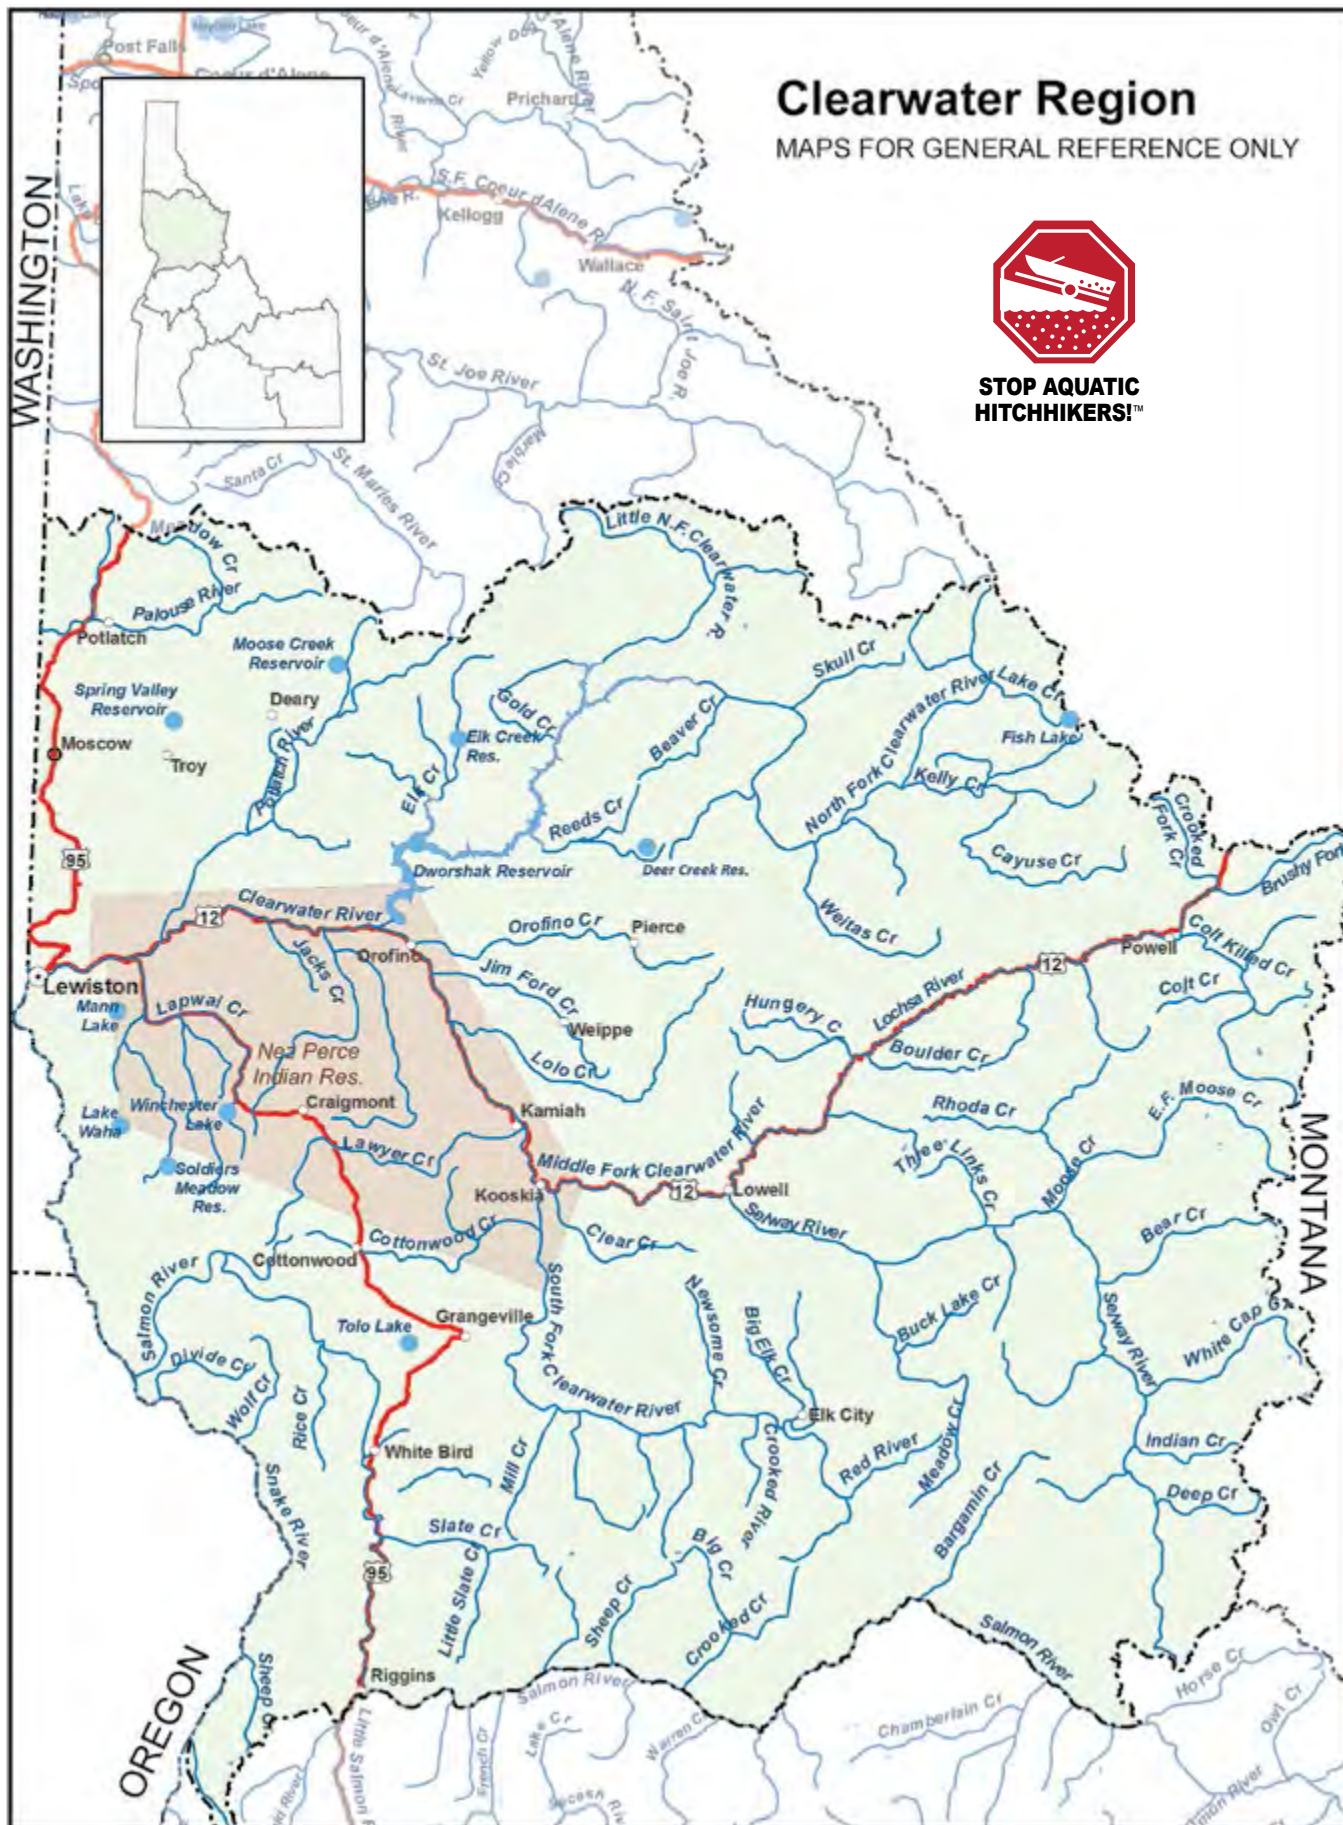 Clearwater Region
MAPS FOR GENERAL REFERENCE ONLY
STOP AQUATIC
HITCHHIKERS!™
WASHINGTON
OREGON
MONTANA
Hayden Lake
Post Falls
Coeur d'Alene
Yellow Dog
Prichard
S.F. Coeur dAlene R.
Kellogg
Wallace
N. F. Saint Joe R.
St. Joe River
Marble Cr
Santa Cr
St. Maries River
Meadow Cr
Palouse River
Potlatch
Little N.F. Clearwater R.
Moose Creek
Reservoir
Spring Valley
Reservoir
Deary
Moscow
Troy
Potlatch River
Elk Cr
Elk Creek
Res.
Gold Cr
Beaver Cr
Skull Cr
North Fork Clearwater River
Lake Cr
Fish Lake
Kelly Cr
Cayuse Cr
Crooked
Fork Cr
Brushy Fork
Reeds Cr
Deer Creek Res.
Dworshak Reservoir
Weitas Cr
95
12
Clearwater River
Orofino
Orofino Cr
Pierce
Jim Ford Cr
Weippe
Lolo Cr
Jacks Cr
Lewiston
Mann
Lake
Lapwai Cr
Nez Perce
Indian Res.
Winchester
Lake
Craigmont
Lake
Waha
Soldiers
Meadow
Res.
Lawyer Cr
Kamiah
Hungery C
Lochsa River
12
Powell
Colt Killed Cr
Colt Cr
Boulder Cr
Rhoda Cr
E.F. Moose Cr
Three Links Cr
Moose Cr
Middle Fork Clearwater River
12
Lowell
Kooskia
Selway River
Clear Cr
Bear Cr
Cottonwood Cr
Cottonwood
Salmon River
Grangeville
Tolo Lake
South Fork Clearwater River
Newsome Cr
Big Elk Cr
Buck Lake Cr
Selway River
White Cap Cr
Divide Cr
Wolf Cr
Rice Cr
Elk City
Crooked River
Red River
Meadow Cr
Indian Cr
White Bird
Mill Cr
Bargamin Cr
Deep Cr
Snake River
Slate Cr
95
Little Slate Cr
Sheep Cr
Big Cr
Crooked Cr
Salmon River
Sheep Cr
Riggins
Salmon River
Little Salmon R
French Cr
Lake Cr
Warren Cr
Chamberlain Cr
Horse Cr
Owl Cr